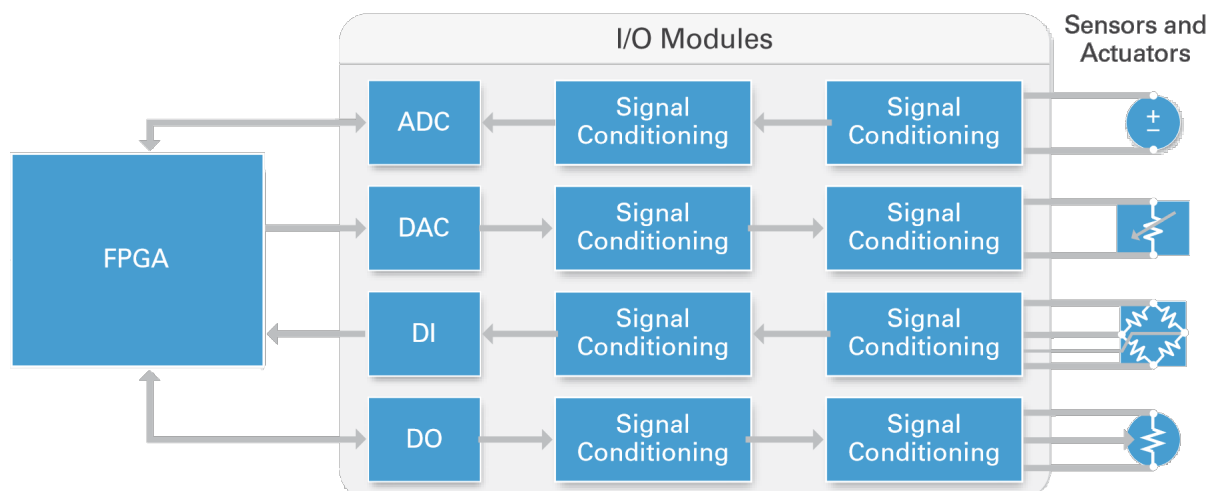 I/O Modules
Sensors and
Actuators
FPGA
ADC
Signal
Conditioning
Signal
Conditioning
+
−
DAC
Signal
Conditioning
Signal
Conditioning
DI
Signal
Conditioning
Signal
Conditioning
DO
Signal
Conditioning
Signal
Conditioning